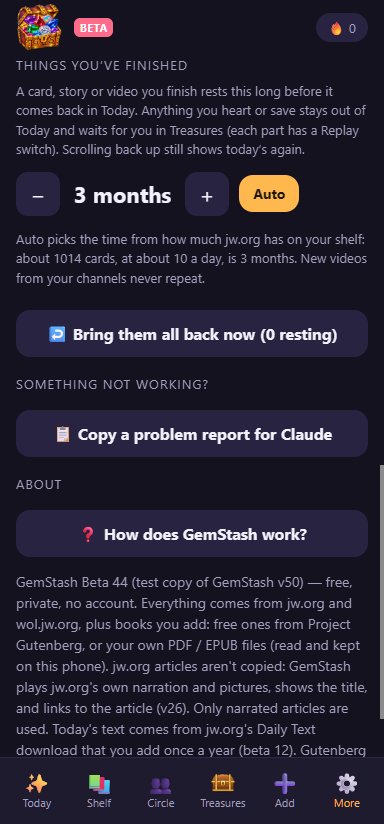 BETA
0
THINGS YOU'VE FINISHED
A card, story or video you finish rests this long before it
comes back in Today. Anything you heart or save stays out of
Today and waits for you in Treasures (each part has a Replay
switch). Scrolling back up still shows today's again.
– 3 months + Auto
Auto picks the time from how much jw.org has on your shelf:
about 1014 cards, at about 10 a day, is 3 months. New videos
from your channels never repeat.
Bring them all back now (0 resting)
SOMETHING NOT WORKING?
Copy a problem report for Claude
ABOUT
How does GemStash work?
GemStash Beta 44 (test copy of GemStash v50) — free,
private, no account. Everything comes from jw.org and
wol.jw.org, plus books you add: free ones from Project
Gutenberg, or your own PDF / EPUB files (read and kept
on this phone). jw.org articles aren't copied: GemStash
plays jw.org's own narration and pictures, shows the title,
and links to the article (v26). Only narrated articles are
used. Today's text comes from jw.org's Daily Text
download that you add once a year (beta 12). Gutenberg
Today Shelf Circle Treasures Add More